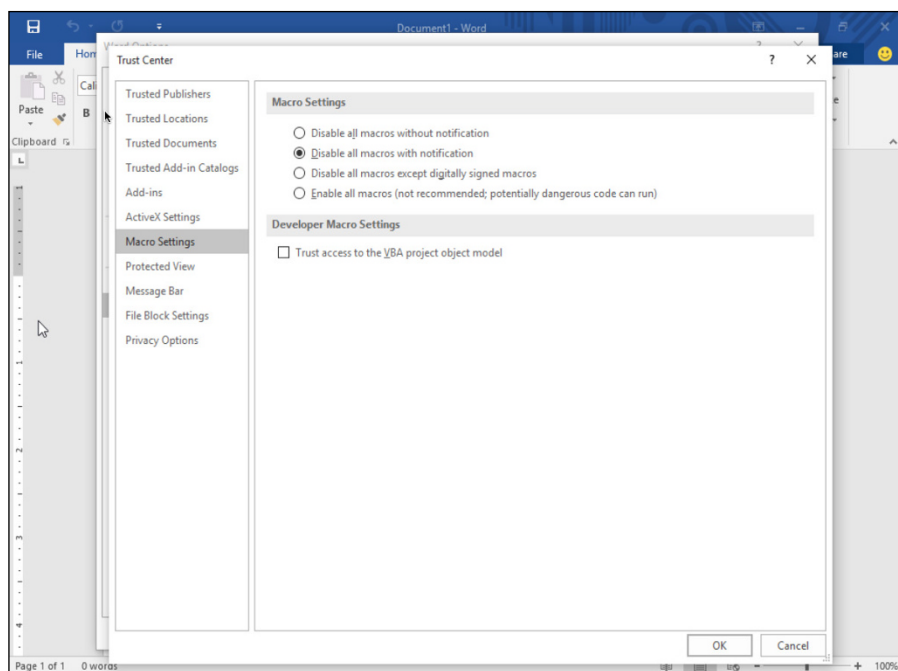 Document1 - Word
File
Hom
are
Word Options
Trust Center
Paste
Cali
B
Clipboard
Trusted Publishers
Trusted Locations
Trusted Documents
Trusted Add-in Catalogs
Add-ins
ActiveX Settings
Macro Settings
Protected View
Message Bar
File Block Settings
Privacy Options
Macro Settings
Disable all macros without notification
Disable all macros with notification
Disable all macros except digitally signed macros
Enable all macros (not recommended; potentially dangerous code can run)
Developer Macro Settings
Trust access to the VBA project object model
OK
Cancel
Page 1 of 1 0 words
100%